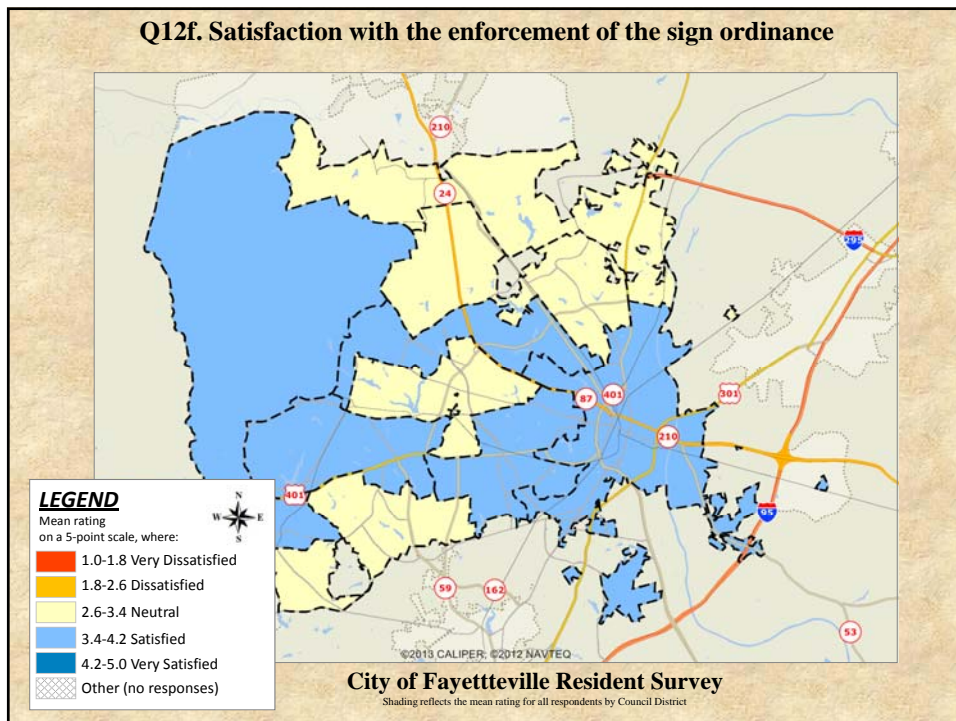 Q12f. Satisfaction with the enforcement of the sign ordinance
210
24
295
301
87
401
210
401
95
59
162
53
LEGEND
Mean rating
on a 5-point scale, where:
N
W E
S
1.0-1.8 Very Dissatisfied
1.8-2.6 Dissatisfied
2.6-3.4 Neutral
3.4-4.2 Satisfied
4.2-5.0 Very Satisfied
Other (no responses)
©2013 CALIPER; ©2012 NAVTEQ
City of Fayettteville Resident Survey
Shading reflects the mean rating for all respondents by Council District